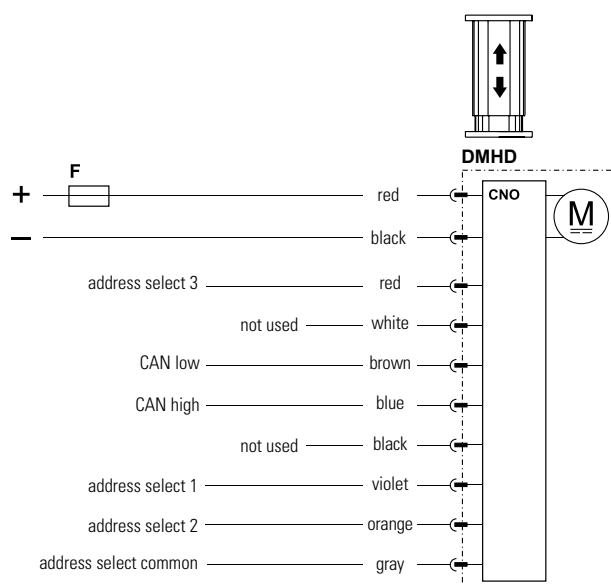 DMHD
F
+ red CNO
M
− black
address select 3 red
not used white
CAN low brown
CAN high blue
not used black
address select 1 violet
address select 2 orange
address select common gray